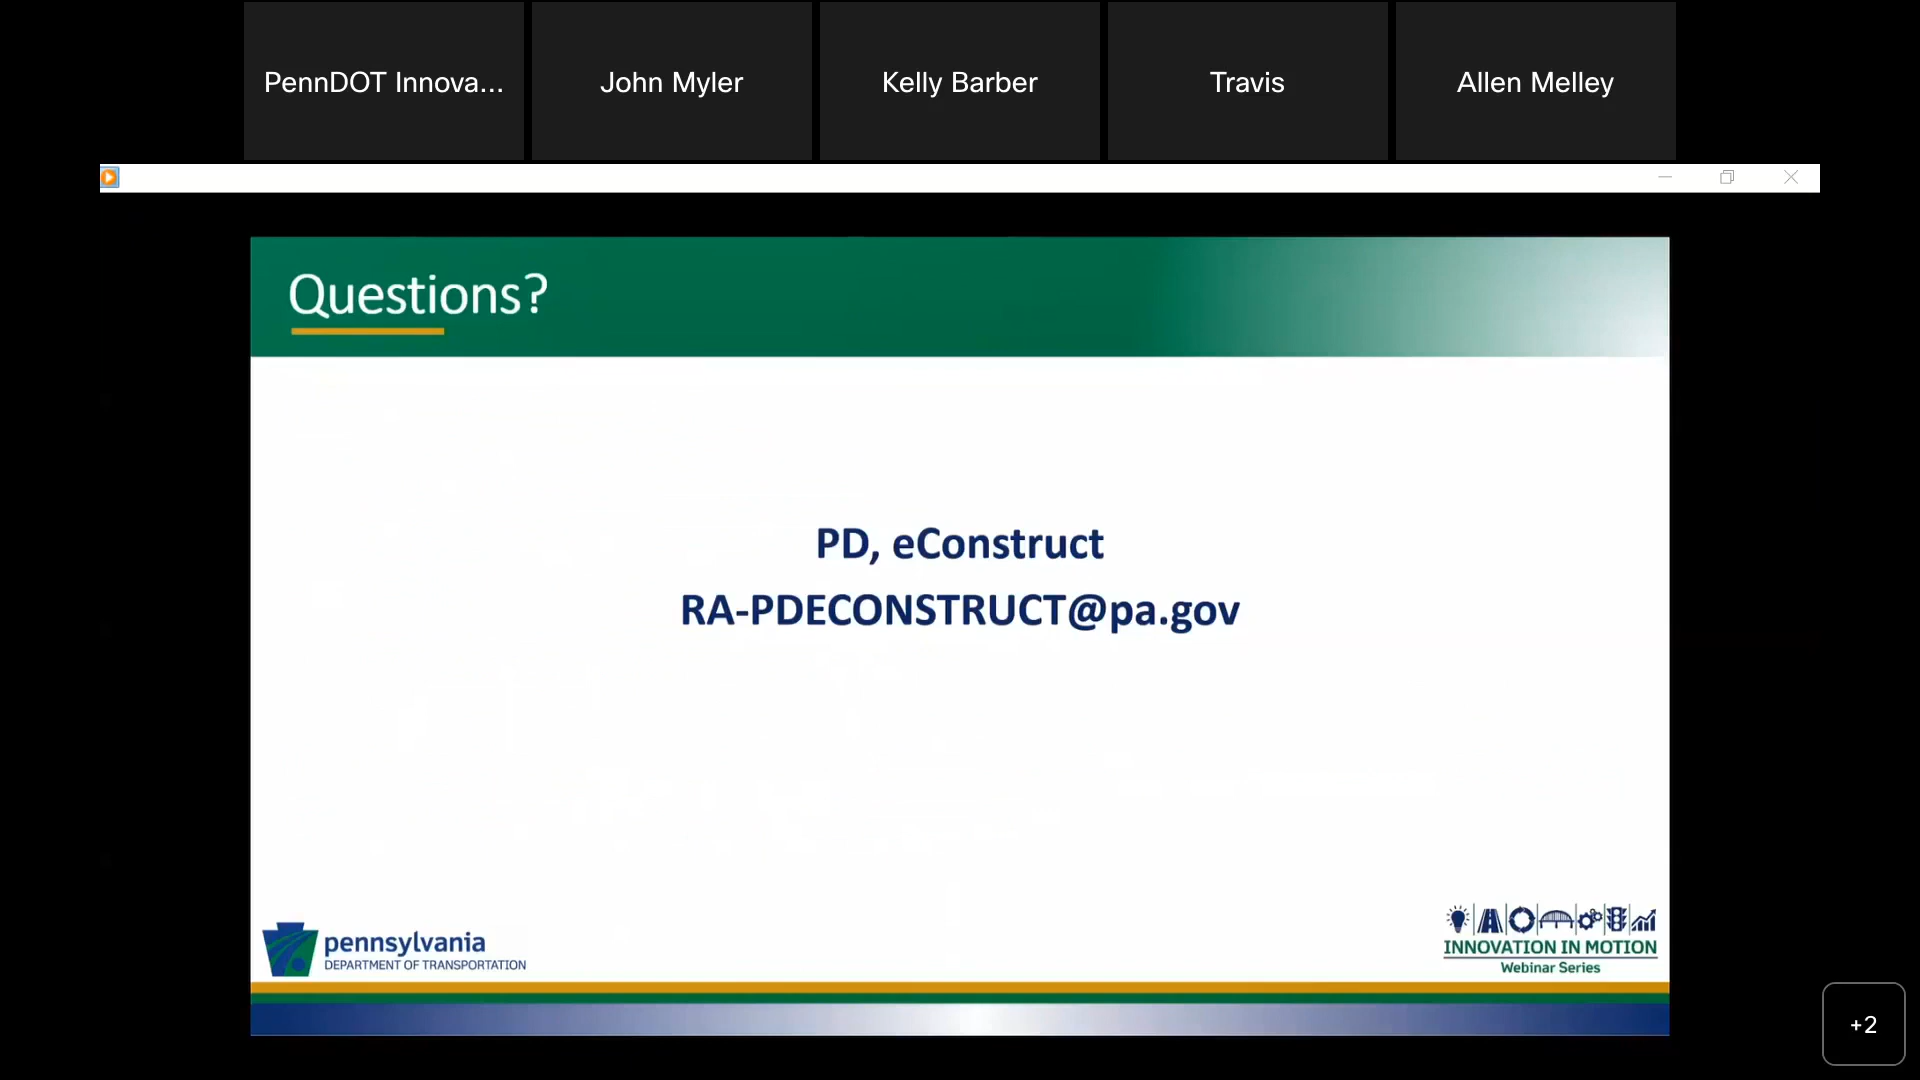 PennDOT Innova...
John Myler
Kelly Barber
Travis
Allen Melley
Questions?
PD, eConstruct
RA-PDECONSTRUCT@pa.gov
pennsylvania
DEPARTMENT OF TRANSPORTATION
INNOVATION IN MOTION
Webinar Series
+2